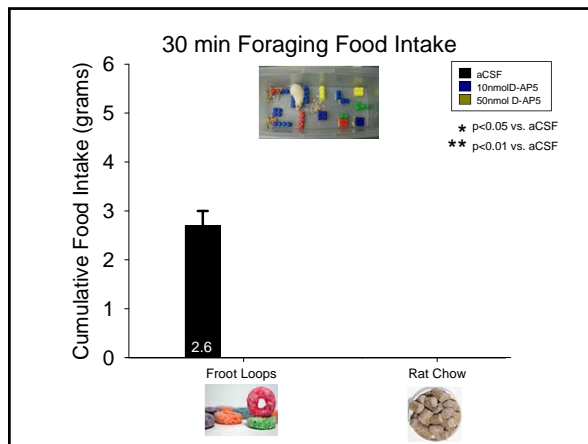 30 min Foraging Food Intake
aCSF
10nmolD-AP5
50nmol D-AP5
* p<0.05 vs. aCSF
** p<0.01 vs. aCSF
Cumulative Food Intake (grams)
6
5
4
3
2
1
0
2.6
Froot Loops
Rat Chow